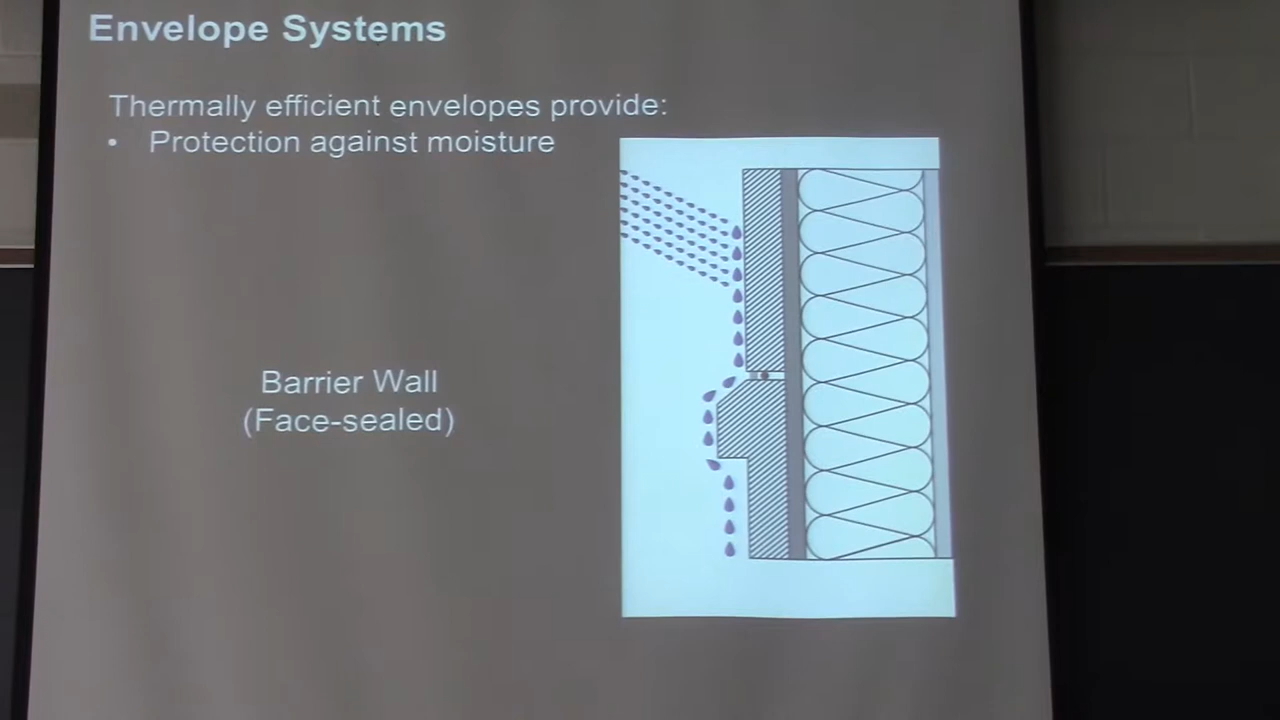 Envelope Systems
Thermally efficient envelopes provide:
• Protection against moisture
Barrier Wall
(Face-sealed)